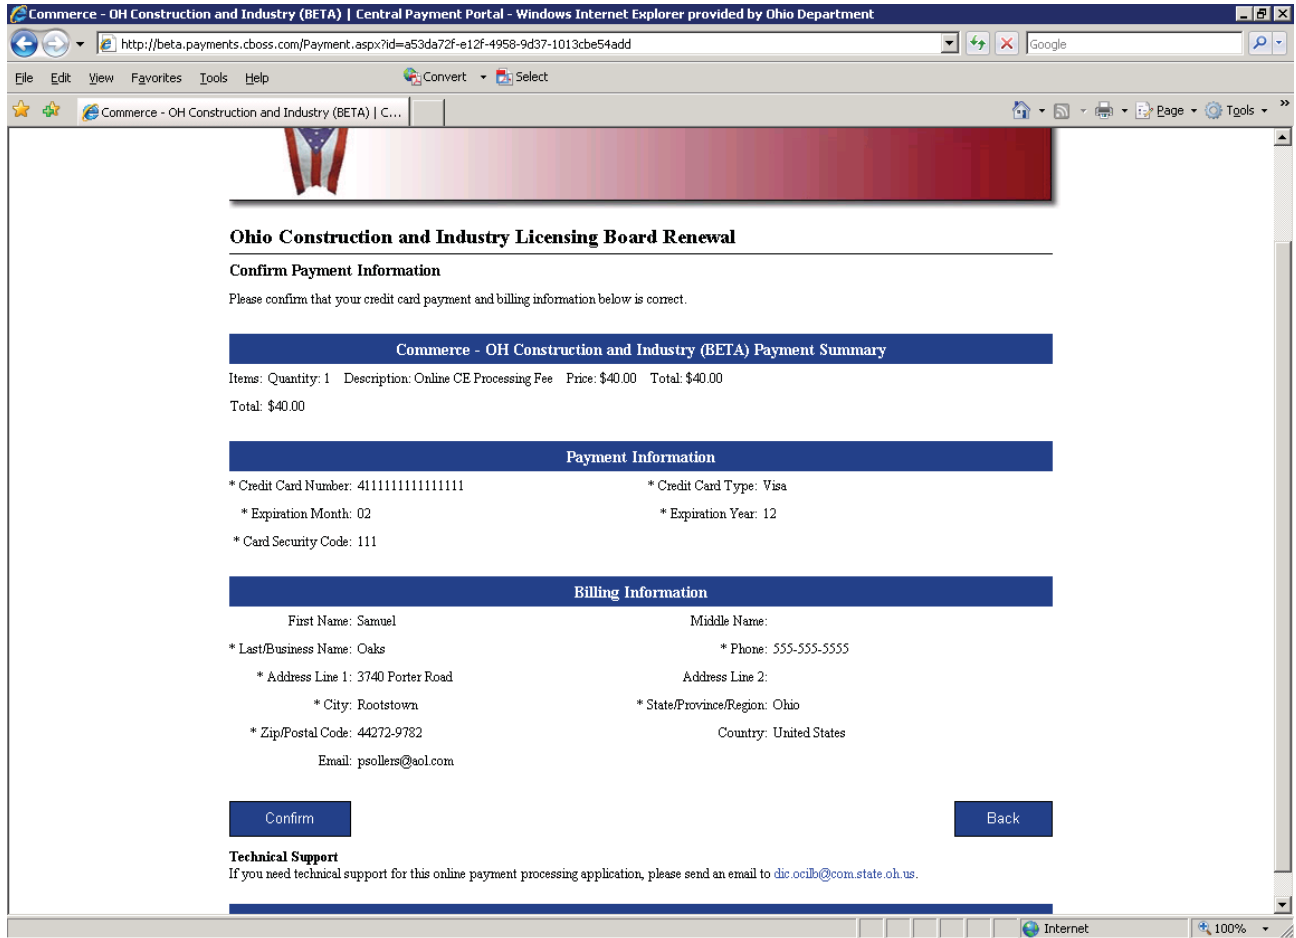 Commerce - OH Construction and Industry (BETA) | Central Payment Portal - Windows Internet Explorer provided by Ohio Department
http://beta.payments.cboss.com/Payment.aspx?id=a53da72f-e12f-4958-9d37-1013cbe54add
Google
File Edit View Favorites Tools Help Convert Select
Commerce - OH Construction and Industry (BETA) | C... Page Tools »
Ohio Construction and Industry Licensing Board Renewal
Confirm Payment Information
Please confirm that your credit card payment and billing information below is correct.
Commerce - OH Construction and Industry (BETA) Payment Summary
Items: Quantity: 1 Description: Online CE Processing Fee Price: $40.00 Total: $40.00
Total: $40.00
Payment Information
* Credit Card Number: 4111111111111111 * Credit Card Type: Visa
* Expiration Month: 02 * Expiration Year: 12
* Card Security Code: 111
Billing Information
First Name: Samuel Middle Name:
* Last/Business Name: Oaks * Phone: 555-555-5555
* Address Line 1: 3740 Porter Road Address Line 2:
* City: Rootstown * State/Province/Region: Ohio
* Zip/Postal Code: 44272-9782 Country: United States
Email: psollers@aol.com
Confirm Back
Technical Support
If you need technical support for this online payment processing application, please send an email to dic.ocilb@com.state.oh.us.
Internet 100%